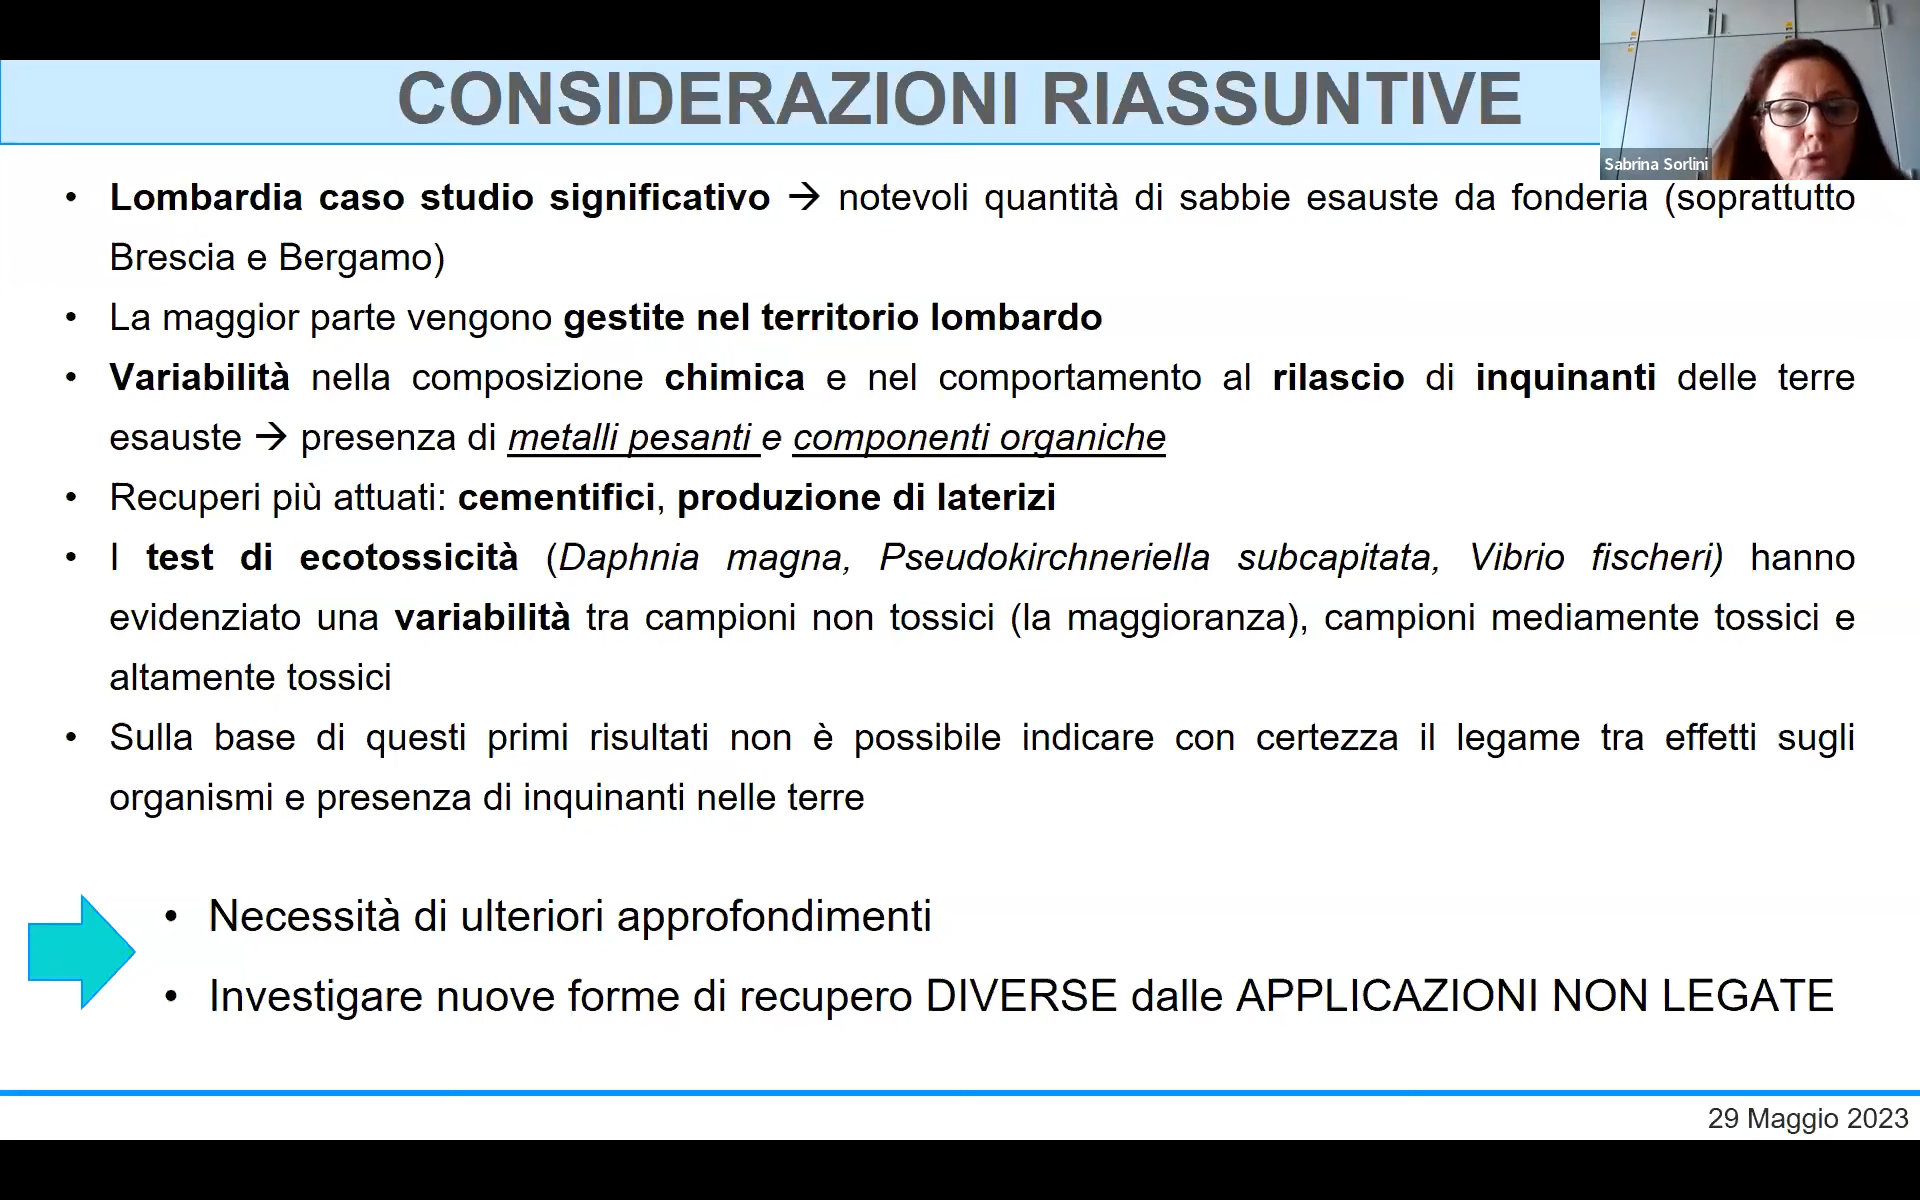 CONSIDERAZIONI RIASSUNTIVE
Sabrina Sorlini
• Lombardia caso studio significativo → notevoli quantità di sabbie esauste da fonderia (soprattutto
Brescia e Bergamo)
• La maggior parte vengono gestite nel territorio lombardo
• Variabilità nella composizione chimica e nel comportamento al rilascio di inquinanti delle terre
esauste → presenza di metalli pesanti e componenti organiche
• Recuperi più attuati: cementifici, produzione di laterizi
• I test di ecotossicità (Daphnia magna, Pseudokirchneriella subcapitata, Vibrio fischeri) hanno
evidenziato una variabilità tra campioni non tossici (la maggioranza), campioni mediamente tossici e
altamente tossici
• Sulla base di questi primi risultati non è possibile indicare con certezza il legame tra effetti sugli
organismi e presenza di inquinanti nelle terre
• Necessità di ulteriori approfondimenti
• Investigare nuove forme di recupero DIVERSE dalle APPLICAZIONI NON LEGATE
29 Maggio 2023